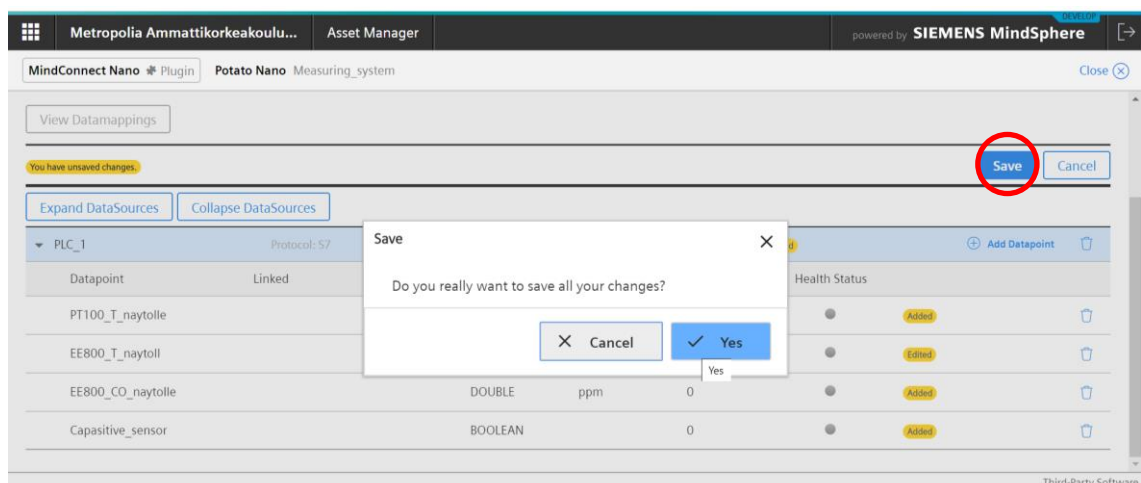 DEVELOP
Metropolia Ammattikorkeakoulu... Asset Manager powered by SIEMENS MindSphere
MindConnect Nano Plugin Potato Nano Measuring_system Close
View Datamappings
You have unsaved changes. Save Cancel
Expand DataSources Collapse DataSources
PLC_1 Protocol: S7 Add Datapoint
Save
Datapoint Linked Health Status
Do you really want to save all your changes?
PT100_T_naytolle Added
Cancel Yes
EE800_T_naytoll Edited
Yes
EE800_CO_naytolle DOUBLE ppm 0 Added
Capasitive_sensor BOOLEAN 0 Added
Third-Party Software